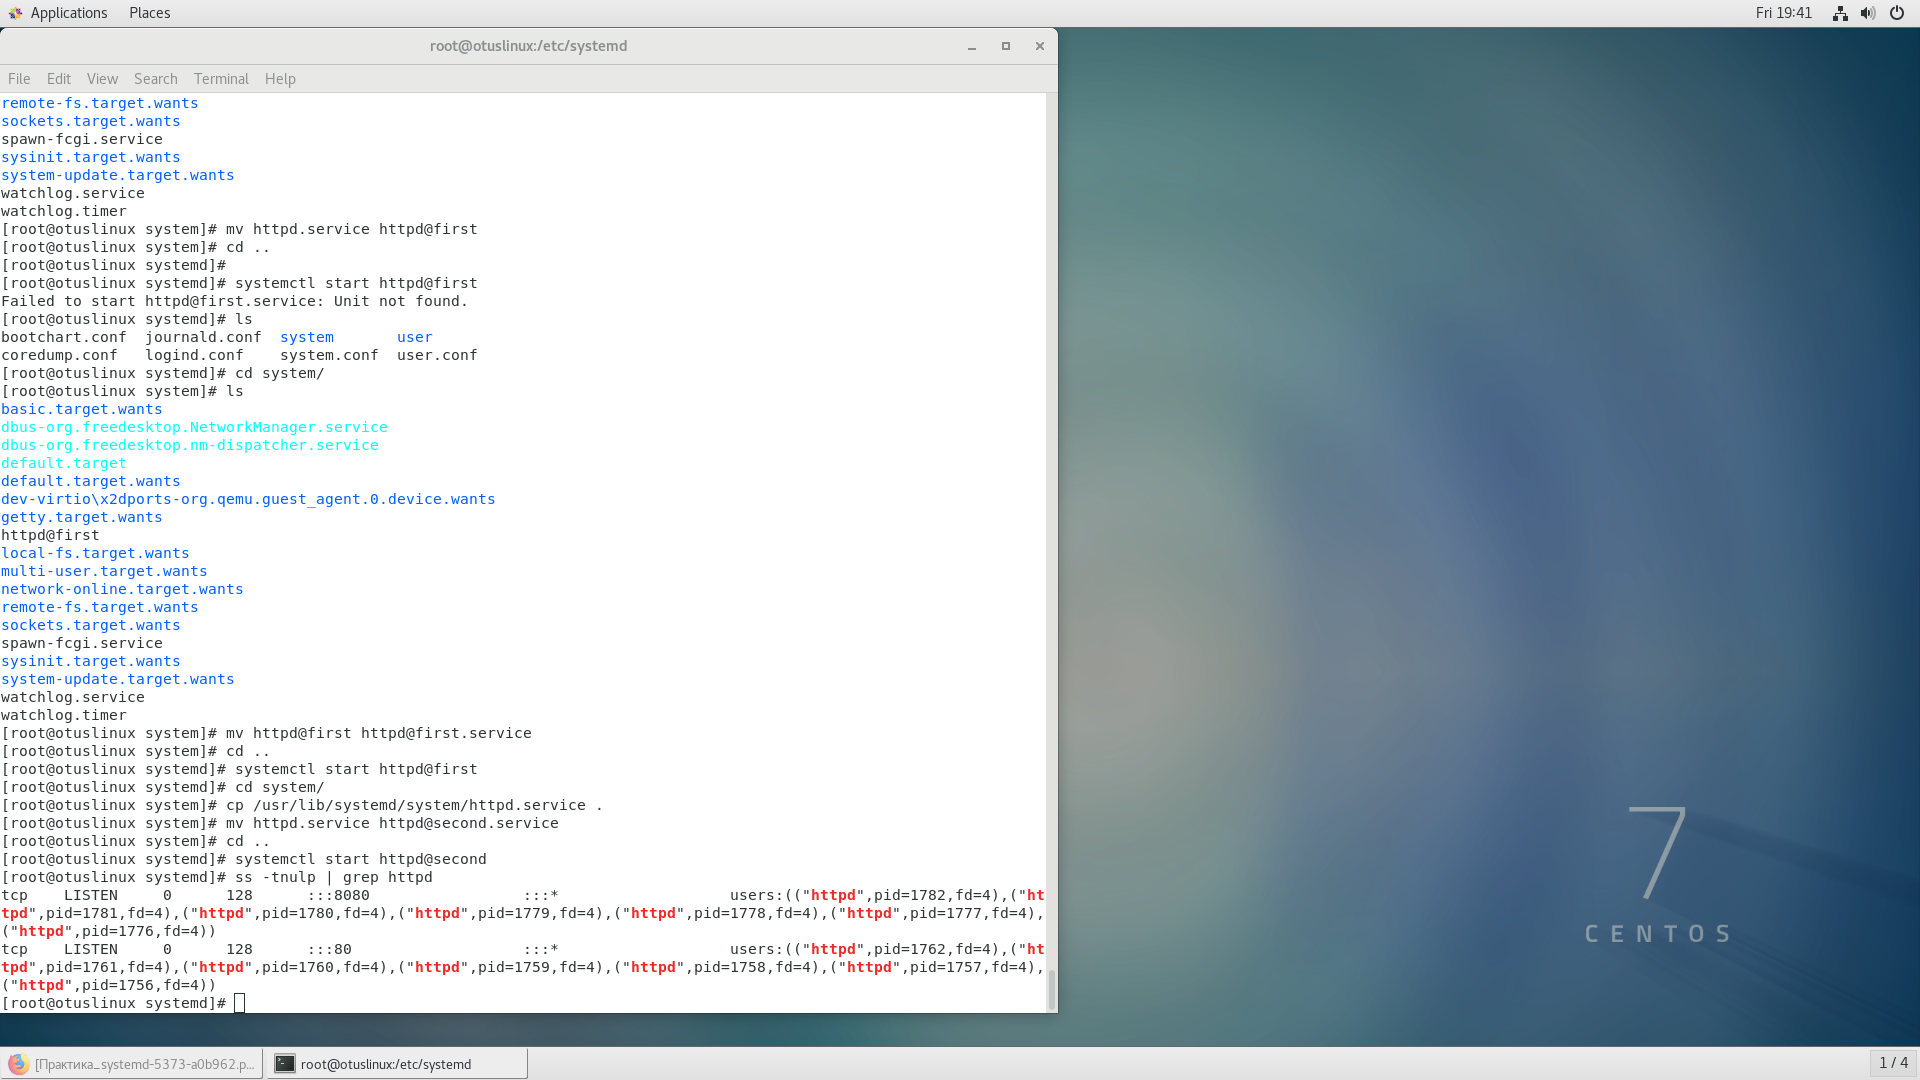 Applications Places
Fri 19:41
root@otuslinux:/etc/systemd
File Edit View Search Terminal Help
remote-fs.target.wants
sockets.target.wants
spawn-fcgi.service
sysinit.target.wants
system-update.target.wants
watchlog.service
watchlog.timer
[root@otuslinux system]# mv httpd.service httpd@first
[root@otuslinux system]# cd ..
[root@otuslinux systemd]#
[root@otuslinux systemd]# systemctl start httpd@first
Failed to start httpd@first.service: Unit not found.
[root@otuslinux systemd]# ls
bootchart.conf  journald.conf  system       user
coredump.conf   logind.conf    system.conf  user.conf
[root@otuslinux systemd]# cd system/
[root@otuslinux system]# ls
basic.target.wants
dbus-org.freedesktop.NetworkManager.service
dbus-org.freedesktop.nm-dispatcher.service
default.target
default.target.wants
dev-virtio\x2dports-org.qemu.guest_agent.0.device.wants
getty.target.wants
httpd@first
local-fs.target.wants
multi-user.target.wants
network-online.target.wants
remote-fs.target.wants
sockets.target.wants
spawn-fcgi.service
sysinit.target.wants
system-update.target.wants
watchlog.service
watchlog.timer
[root@otuslinux system]# mv httpd@first httpd@first.service
[root@otuslinux system]# cd ..
[root@otuslinux systemd]# systemctl start httpd@first
[root@otuslinux systemd]# cd system/
[root@otuslinux system]# cp /usr/lib/systemd/system/httpd.service .
[root@otuslinux system]# mv httpd.service httpd@second.service
[root@otuslinux system]# cd ..
[root@otuslinux systemd]# systemctl start httpd@second
[root@otuslinux systemd]# ss -tnulp | grep httpd
tcp    LISTEN     0      128      :::8080                 :::*                   users:(("httpd",pid=1782,fd=4),("ht
tpd",pid=1781,fd=4),("httpd",pid=1780,fd=4),("httpd",pid=1779,fd=4),("httpd",pid=1778,fd=4),("httpd",pid=1777,fd=4),
("httpd",pid=1776,fd=4))
tcp    LISTEN     0      128      :::80                   :::*                   users:(("httpd",pid=1762,fd=4),("ht
tpd",pid=1761,fd=4),("httpd",pid=1760,fd=4),("httpd",pid=1759,fd=4),("httpd",pid=1758,fd=4),("httpd",pid=1757,fd=4),
("httpd",pid=1756,fd=4))
[root@otuslinux systemd]#
7
CENTOS
[Практика_systemd-5373-a0b962.p...
root@otuslinux:/etc/systemd
1 / 4